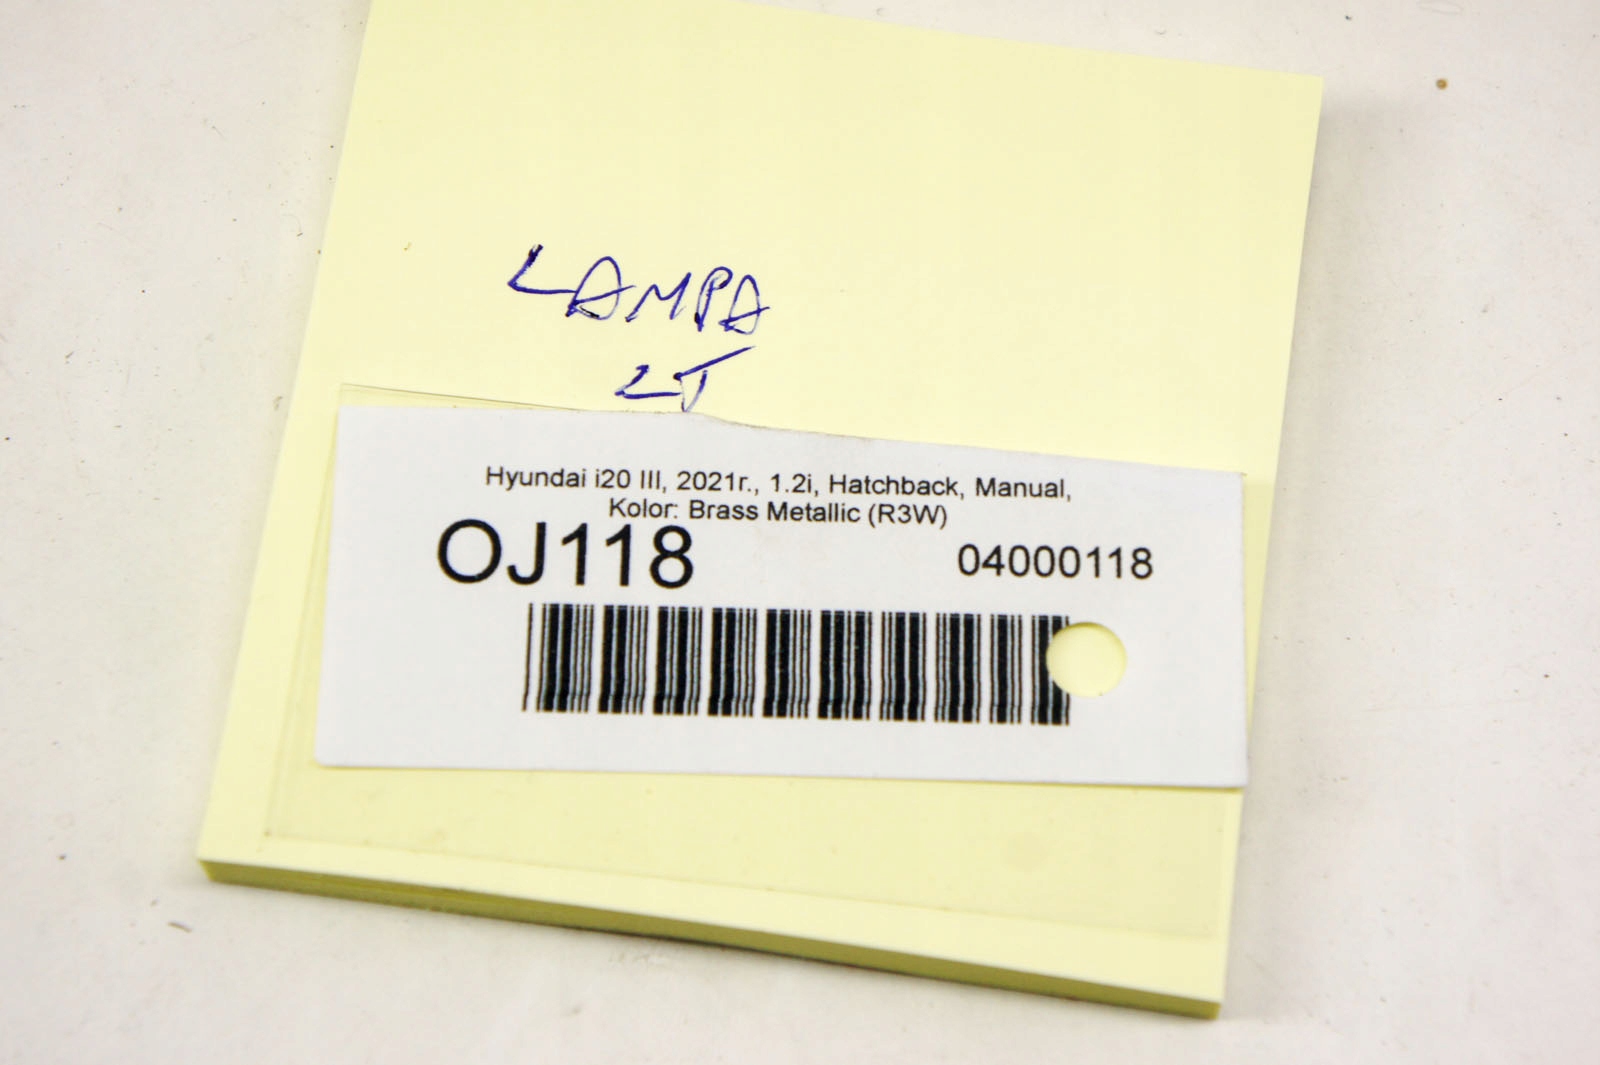 LAMPA
LT
Hyundai i20 III, 2021r., 1.2i, Hatchback, Manual,
Kolor: Brass Metallic (R3W)
OJ118 04000118